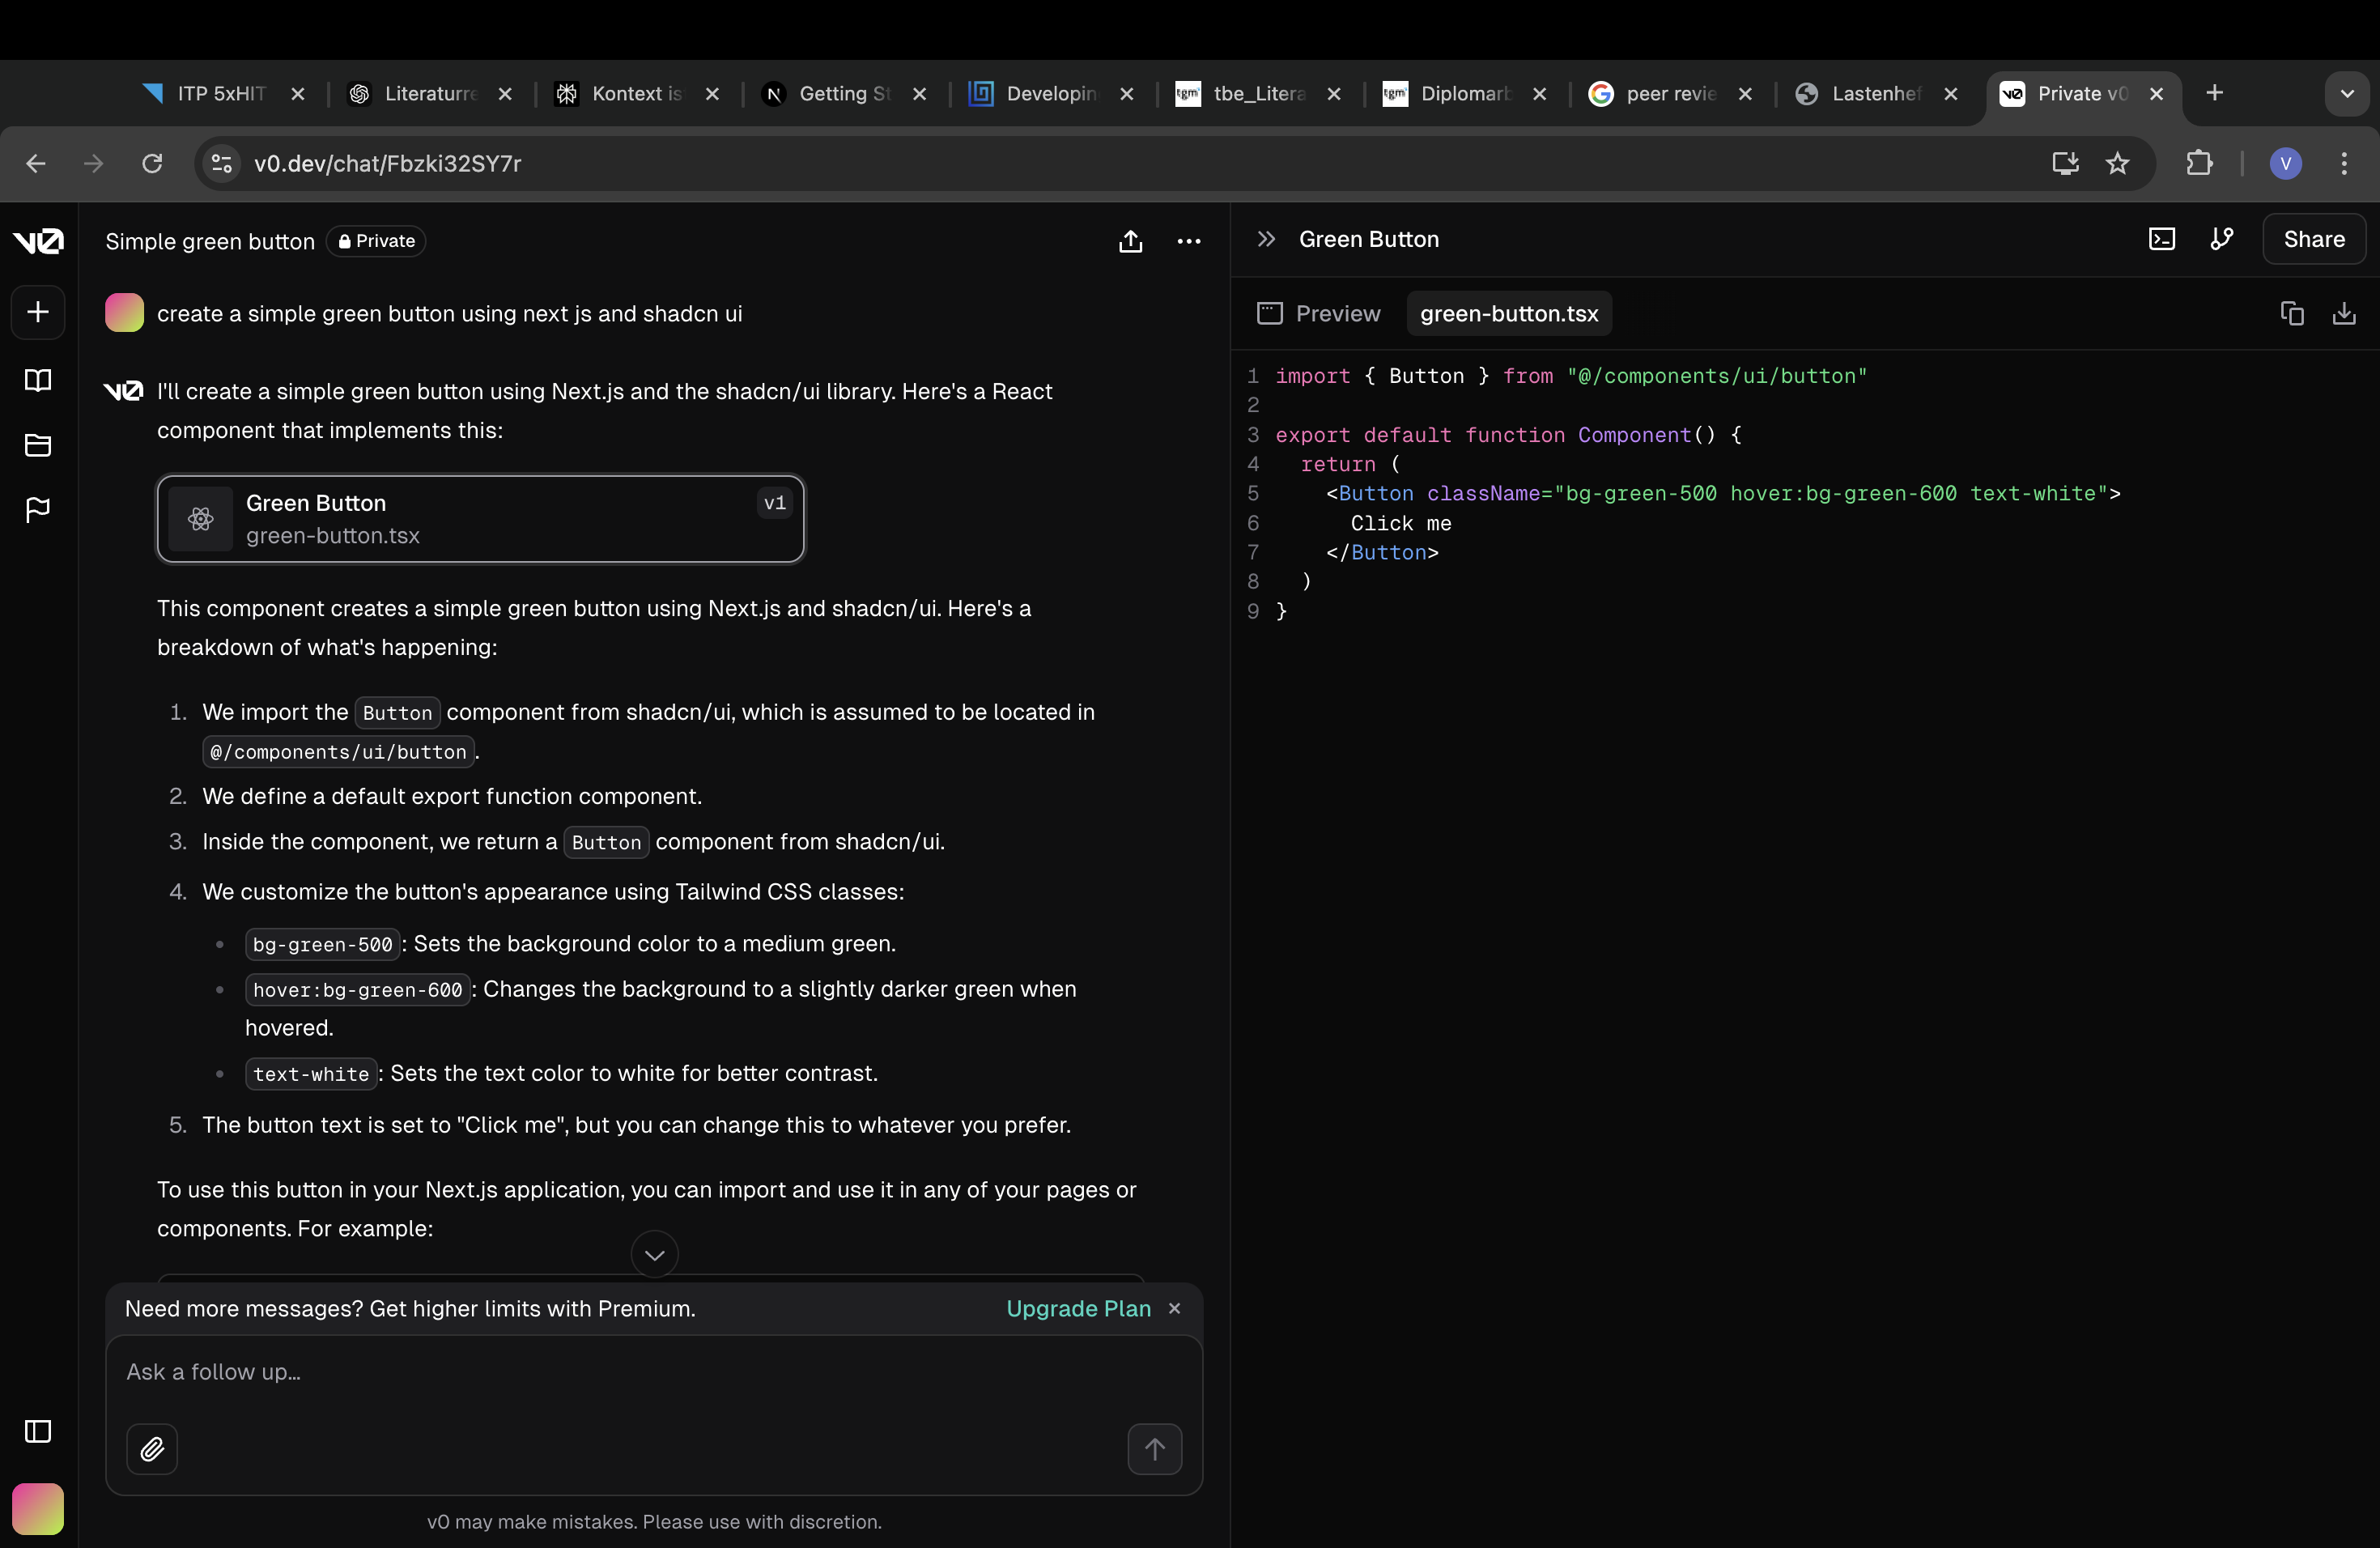 ITP 5xHIT
Literaturre
Kontext is
Getting St
Developin
tgm tbe_Litera
tgm Diplomarb
peer revie
Lastenhef
v0 Private v0
v0.dev/chat/Fbzki32SY7r
V
v0
Simple green button
Private
create a simple green button using next js and shadcn ui
v0
I'll create a simple green button using Next.js and the shadcn/ui library. Here's a React
component that implements this:
Green Button
v1
green-button.tsx
This component creates a simple green button using Next.js and shadcn/ui. Here's a
breakdown of what's happening:
1. We import the Button component from shadcn/ui, which is assumed to be located in
@/components/ui/button.
2. We define a default export function component.
3. Inside the component, we return a Button component from shadcn/ui.
4. We customize the button's appearance using Tailwind CSS classes:
• bg-green-500: Sets the background color to a medium green.
• hover:bg-green-600: Changes the background to a slightly darker green when
hovered.
• text-white: Sets the text color to white for better contrast.
5. The button text is set to "Click me", but you can change this to whatever you prefer.
To use this button in your Next.js application, you can import and use it in any of your pages or
components. For example:
Need more messages? Get higher limits with Premium.
Upgrade Plan
Ask a follow up...
v0 may make mistakes. Please use with discretion.
Green Button
Share
Preview
green-button.tsx
1 import { Button } from "@/components/ui/button"
2
3 export default function Component() {
4 return (
5 <Button className="bg-green-500 hover:bg-green-600 text-white">
6 Click me
7 </Button>
8 )
9 }